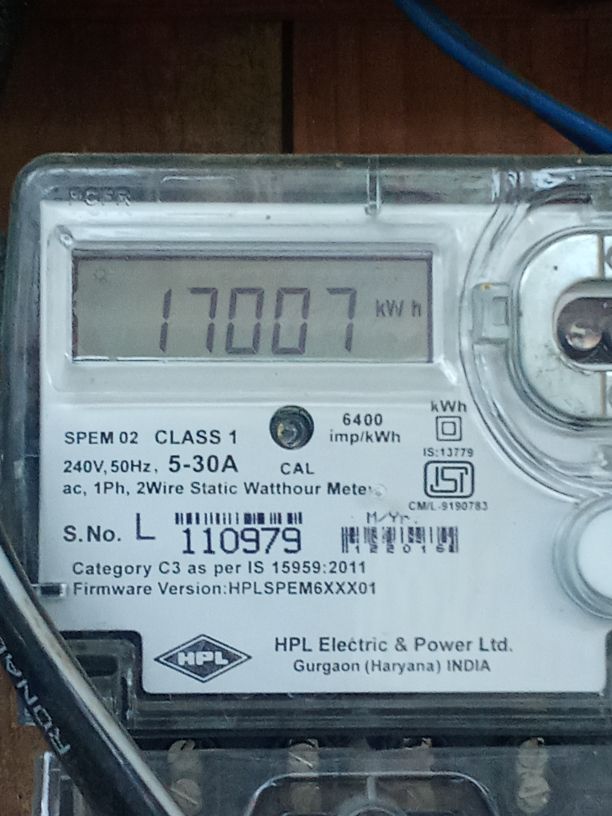 17007 kWh
6400
imp/kWh
kWh
SPEM 02 CLASS 1
IS:13779
240V,50Hz, 5-30A
CAL
ac, 1Ph, 2Wire Static Watthour Meter
CM/L-9190783
S.No. L 110979
M/Yr.
122016
Category C3 as per IS 15959:2011
Firmware Version:HPLSPEM6XXX01
HPL
HPL Electric & Power Ltd.
Gurgaon (Haryana) INDIA